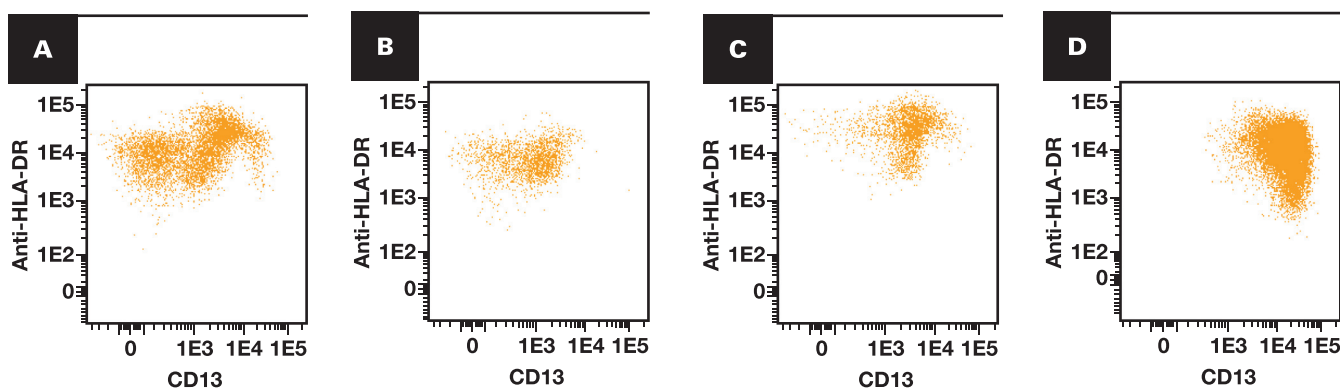 A
1E5
1E4
1E3
1E2
0
Anti-HLA-DR
0 1E3 1E4 1E5
CD13
B
1E5
1E4
1E3
1E2
0
Anti-HLA-DR
1E3 1E4 1E5
0
CD13
C
1E5
1E4
1E3
1E2
0
Anti-HLA-DR
0 1E3 1E4 1E5
CD13
D
1E5
1E4
1E3
1E2
0
Anti-HLA-DR
0 1E3 1E4 1E5
CD13